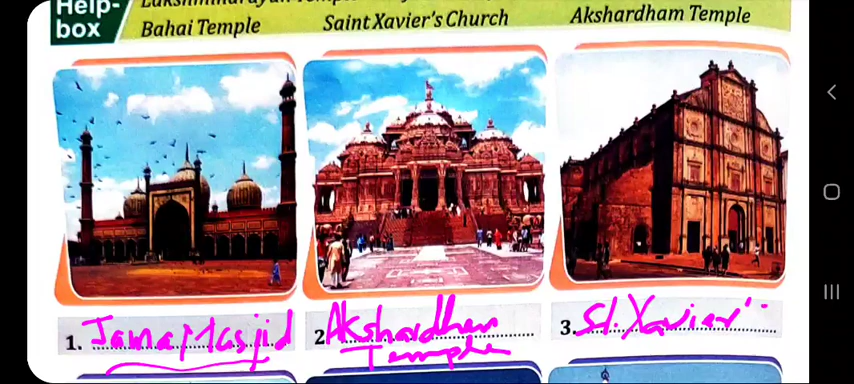 Help-
box
Bahai Temple Saint Xavier's Church Akshardham Temple
1. Jama Masjid 2 Akshardham 3. St. Xavier's
Temple